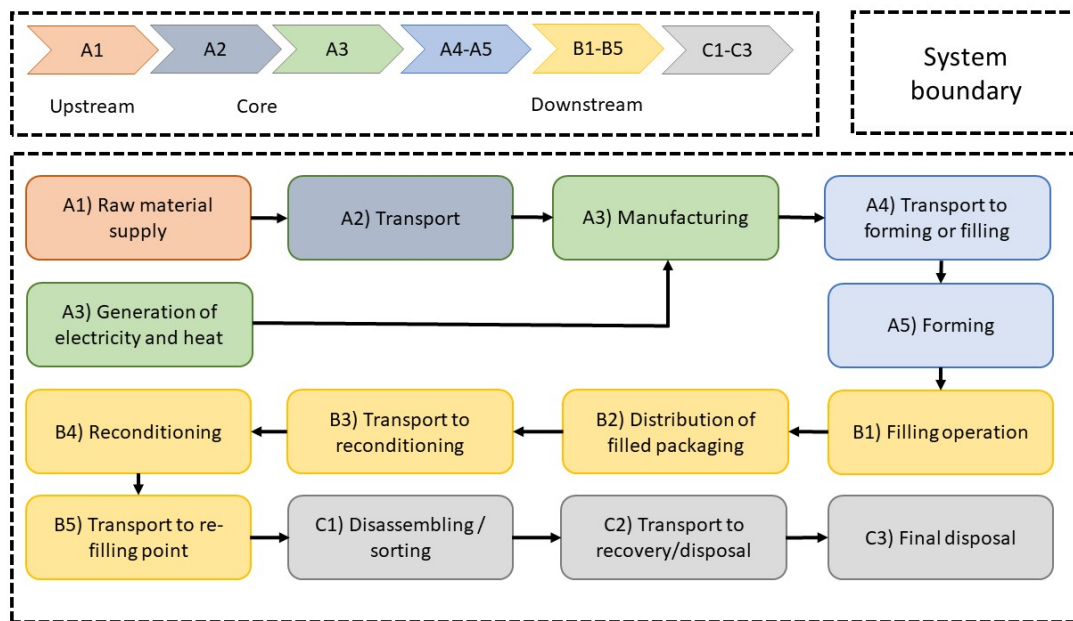 A1
A2
A3
A4-A5
B1-B5
C1-C3
Upstream
Core
Downstream
System
boundary
A1) Raw material
supply
A2) Transport
A3) Manufacturing
A4) Transport to
forming or filling
A3) Generation of
electricity and heat
A5) Forming
B4) Reconditioning
B3) Transport to
reconditioning
B2) Distribution of
filled packaging
B1) Filling operation
B5) Transport to re-
filling point
C1) Disassembling /
sorting
C2) Transport to
recovery/disposal
C3) Final disposal